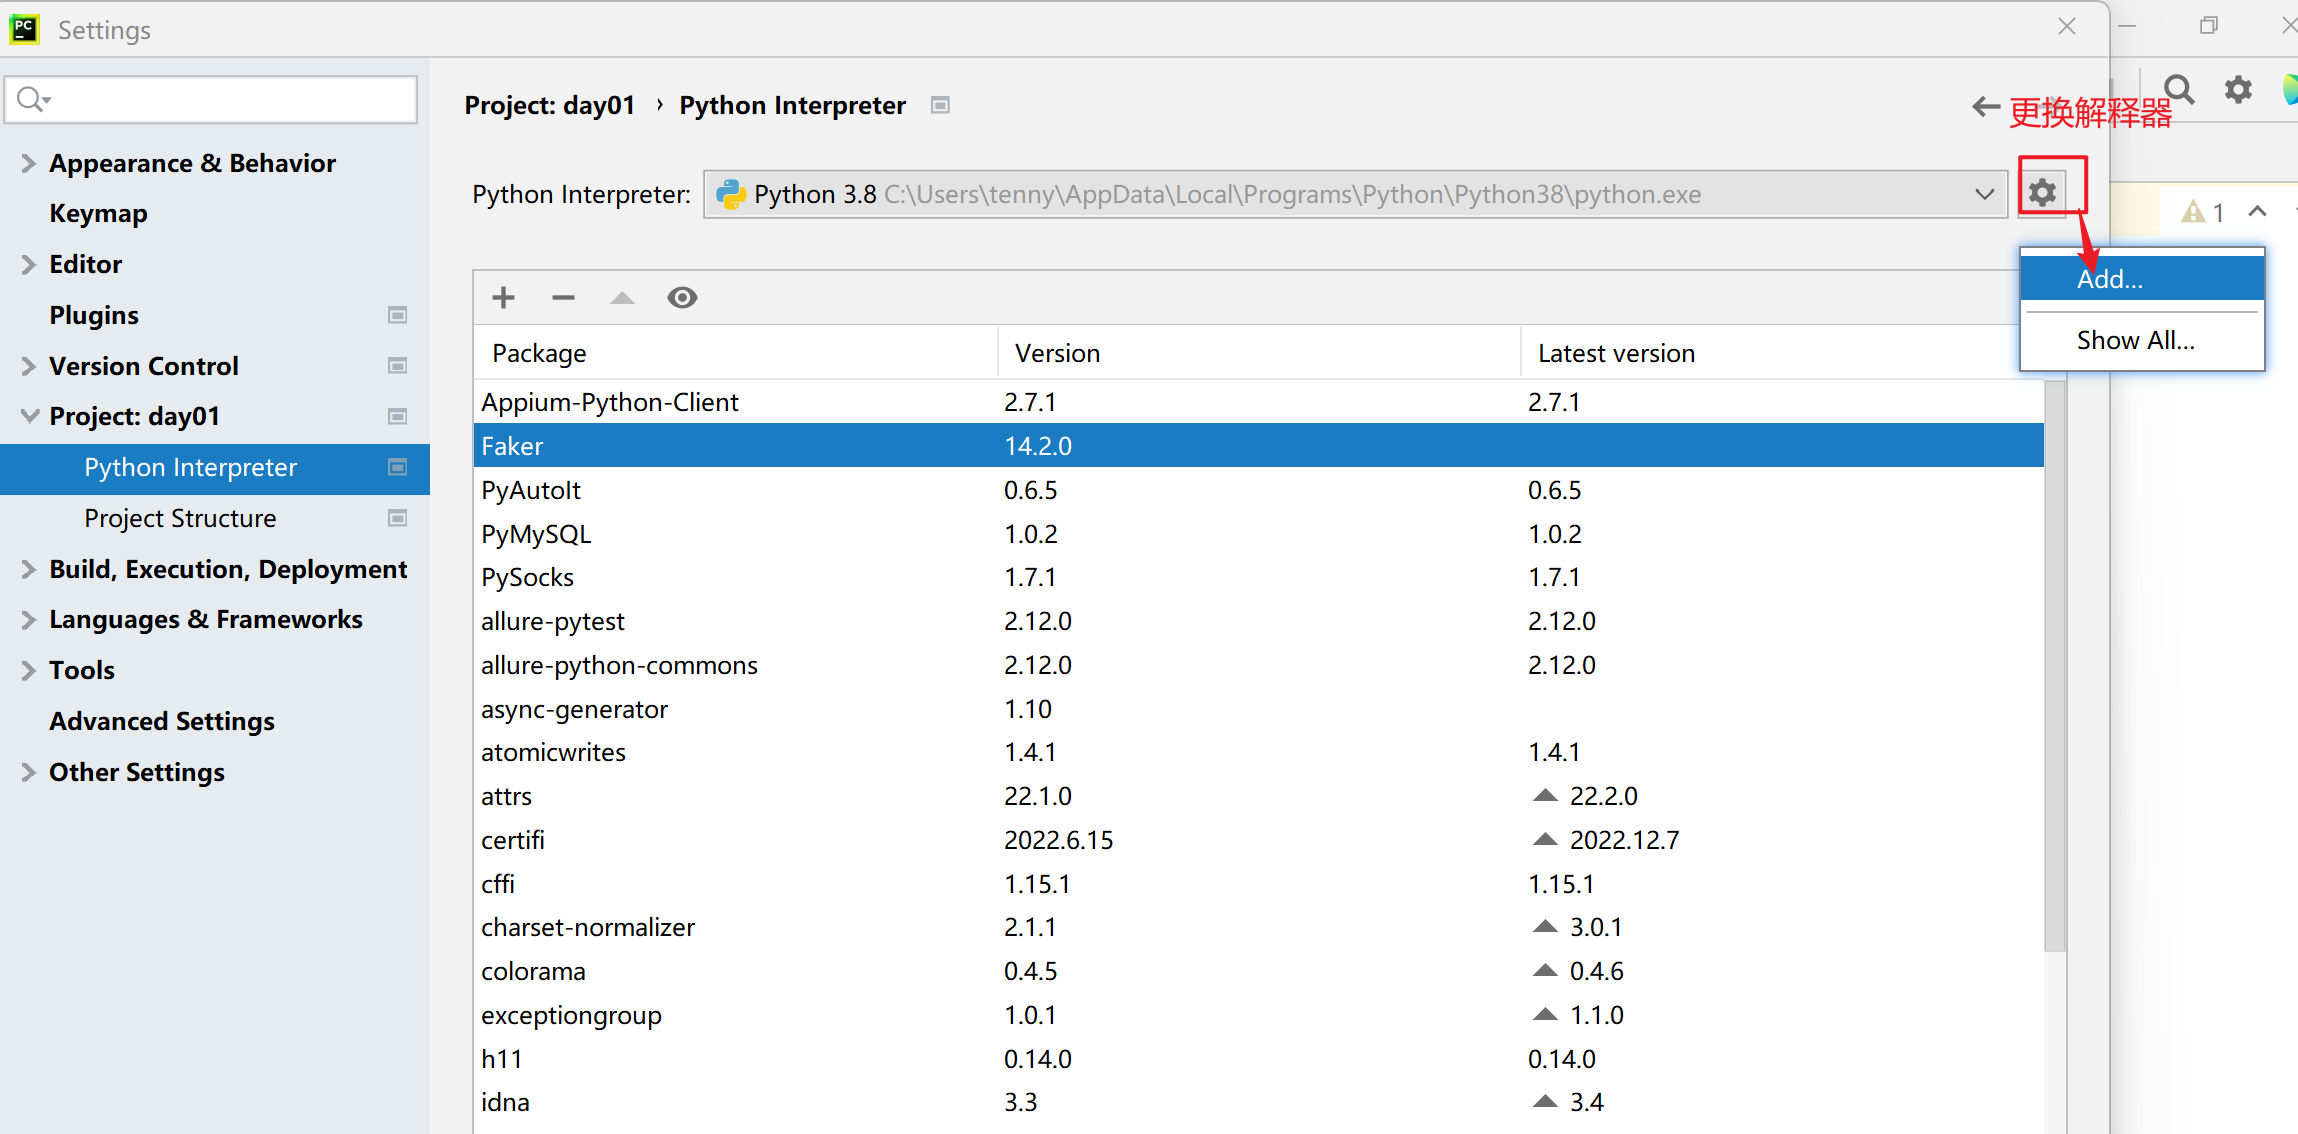 PC
Settings
Project: day01 › Python Interpreter
更换解释器
Python Interpreter: Python 3.8 C:\Users\tenny\AppData\Local\Programs\Python\Python38\python.exe
1
Add...
Show All...
Appearance & Behavior
Keymap
Editor
Plugins
Version Control
Project: day01
Python Interpreter
Project Structure
Build, Execution, Deployment
Languages & Frameworks
Tools
Advanced Settings
Other Settings
Package Version Latest version
Appium-Python-Client 2.7.1 2.7.1
Faker 14.2.0
PyAutoIt 0.6.5 0.6.5
PyMySQL 1.0.2 1.0.2
PySocks 1.7.1 1.7.1
allure-pytest 2.12.0 2.12.0
allure-python-commons 2.12.0 2.12.0
async-generator 1.10
atomicwrites 1.4.1 1.4.1
attrs 22.1.0 22.2.0
certifi 2022.6.15 2022.12.7
cffi 1.15.1 1.15.1
charset-normalizer 2.1.1 3.0.1
colorama 0.4.5 0.4.6
exceptiongroup 1.0.1 1.1.0
h11 0.14.0 0.14.0
idna 3.3 3.4